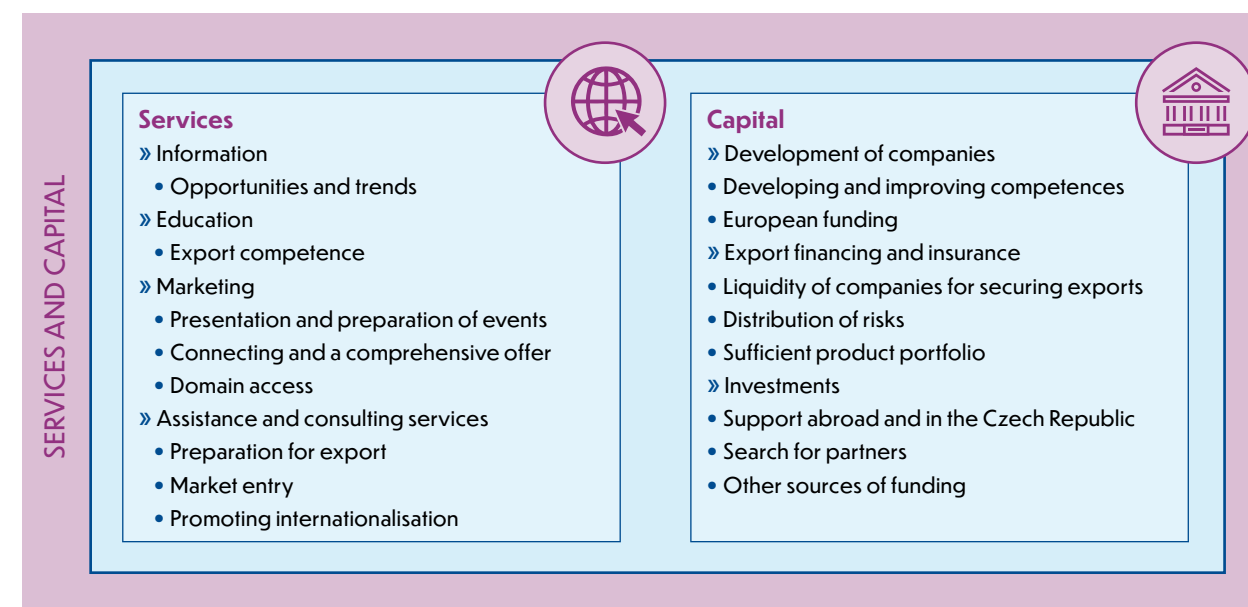 SERVICES AND CAPITAL
Services
» Information
• Opportunities and trends
» Education
• Export competence
» Marketing
• Presentation and preparation of events
• Connecting and a comprehensive offer
• Domain access
» Assistance and consulting services
• Preparation for export
• Market entry
• Promoting internationalisation
Capital
» Development of companies
• Developing and improving competences
• European funding
» Export financing and insurance
• Liquidity of companies for securing exports
• Distribution of risks
• Sufficient product portfolio
» Investments
• Support abroad and in the Czech Republic
• Search for partners
• Other sources of funding